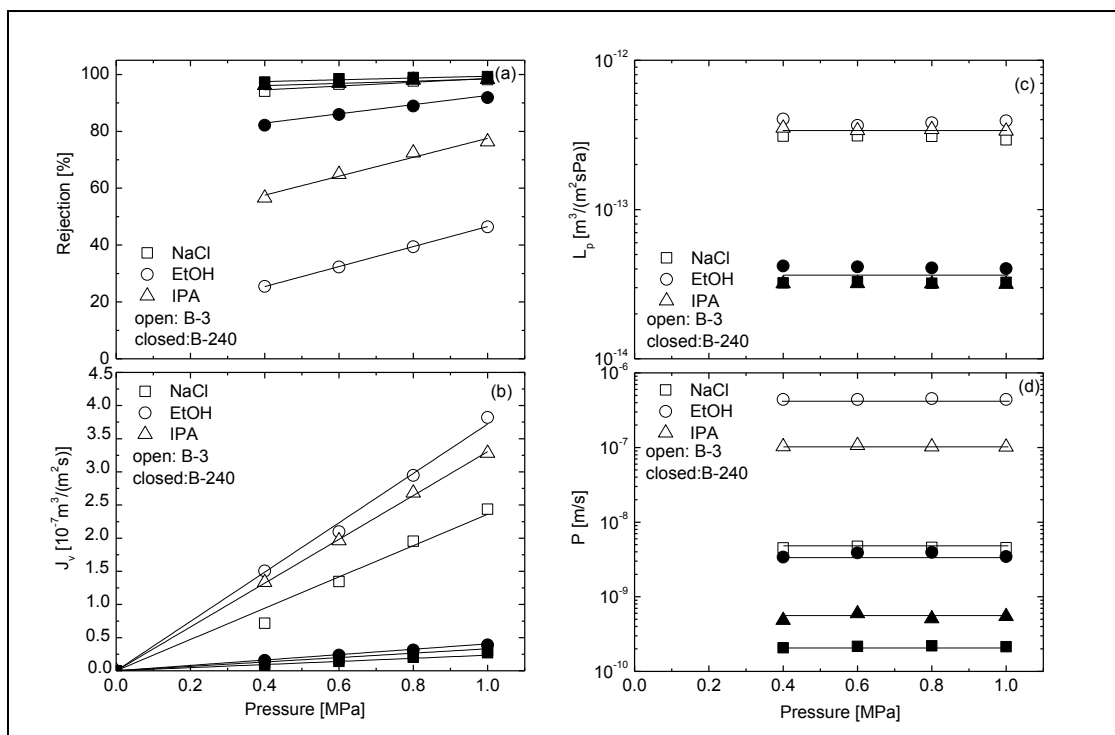 (a)
100
80
60
40
20
0
Rejection [%]
NaCl
EtOH
IPA
open: B-3
closed:B-240
(b)
4.5
4.0
3.5
3.0
2.5
2.0
1.5
1.0
0.5
0.0
J_v [10^-7 m^3/(m^2s)]
NaCl
EtOH
IPA
open: B-3
closed:B-240
0.0 0.2 0.4 0.6 0.8 1.0
Pressure [MPa]
(c)
10^-12
10^-13
10^-14
L_p [m^3/(m^2sPa)]
NaCl
EtOH
IPA
open: B-3
closed:B-240
(d)
10^-6
10^-7
10^-8
10^-9
10^-10
P [m/s]
NaCl
EtOH
IPA
open: B-3
closed:B-240
0.0 0.2 0.4 0.6 0.8 1.0
Pressure [MPa]